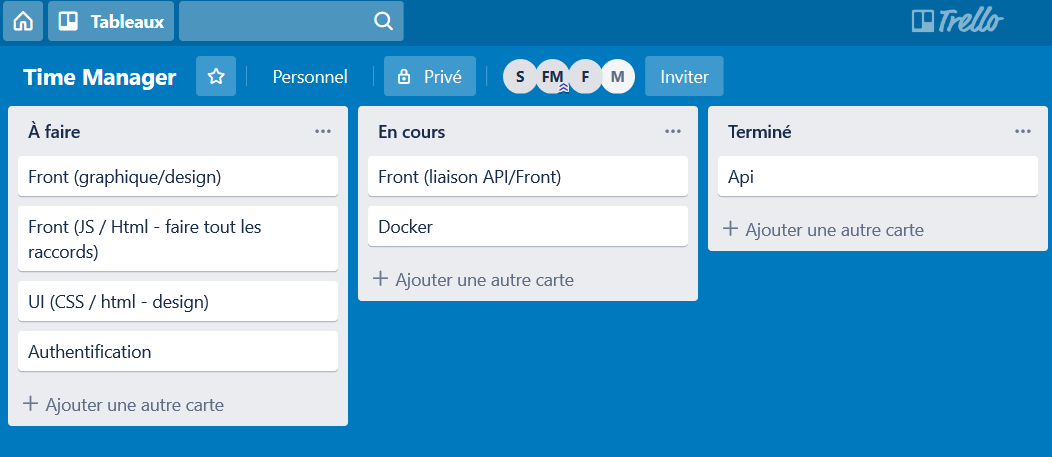 Tableaux
Trello
Time Manager
Personnel
Privé
S
FM
F
M
Inviter
À faire
Front (graphique/design)
Front (JS / Html - faire tout les
raccords)
UI (CSS / html - design)
Authentification
+ Ajouter une autre carte
En cours
Front (liaison API/Front)
Docker
+ Ajouter une autre carte
Terminé
Api
+ Ajouter une autre carte